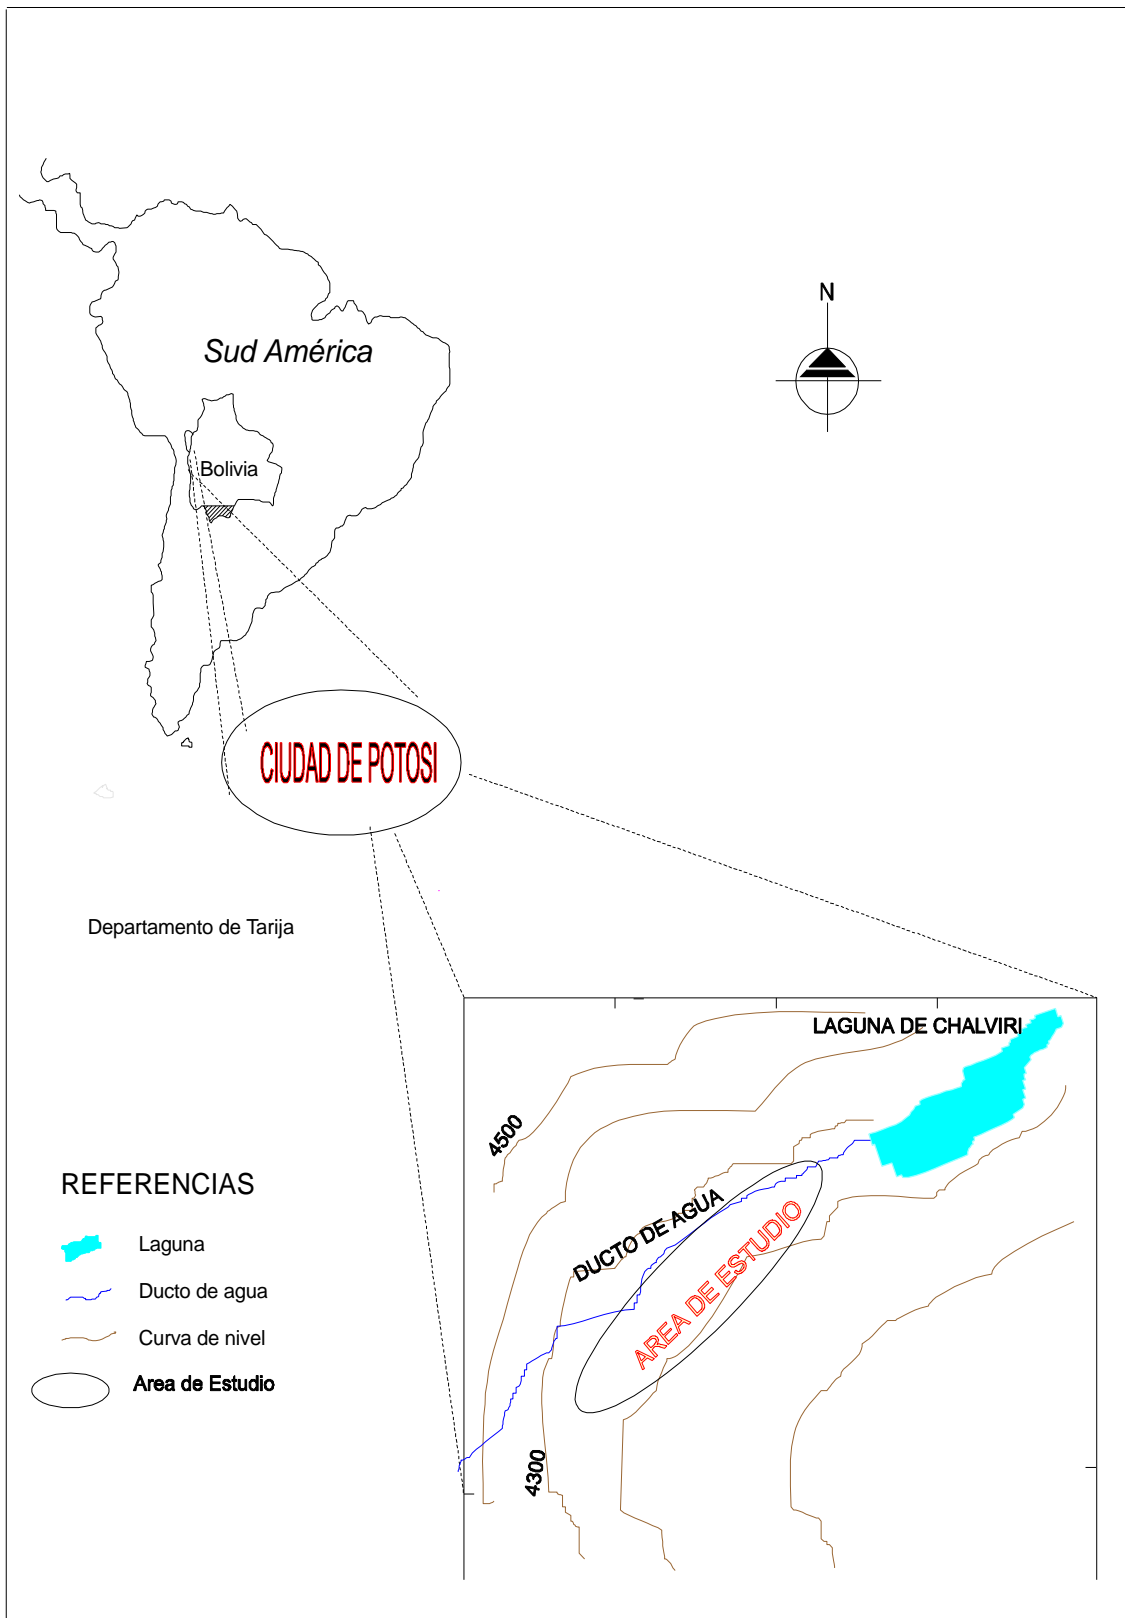 N
Sud América
Bolivia
CIUDAD DE POTOSI
Departamento de Tarija
LAGUNA DE CHALVIRI
4500
DUCTO DE AGUA
AREA DE ESTUDIO
4300
REFERENCIAS
Laguna
Ducto de agua
Curva de nivel
Area de Estudio